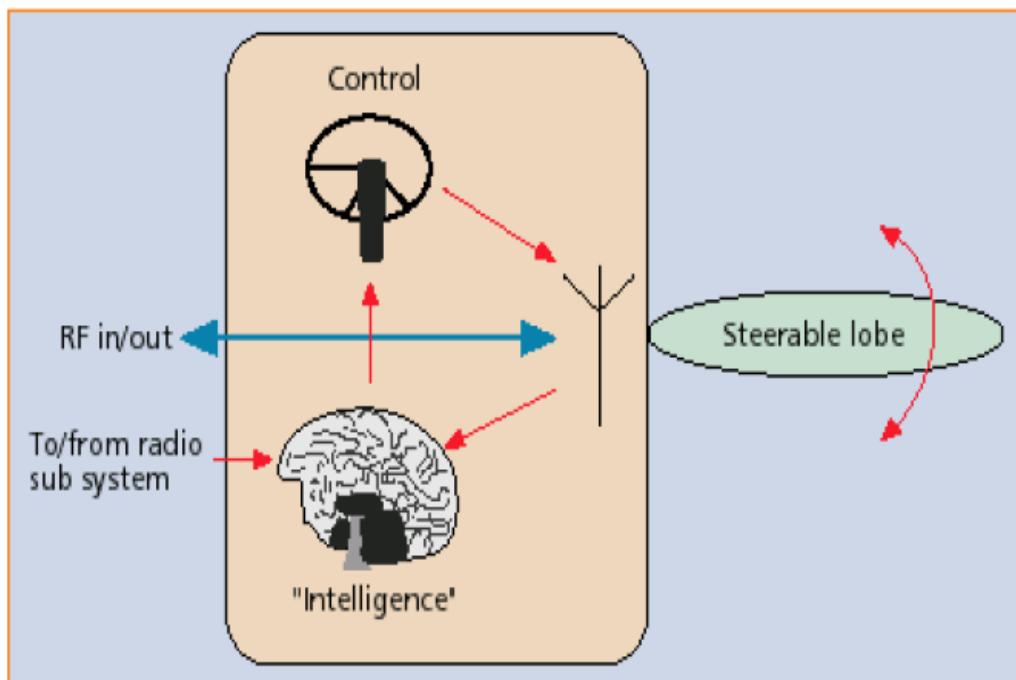 Control
RF in/out
Steerable lobe
To/from radio
sub system
"Intelligence"